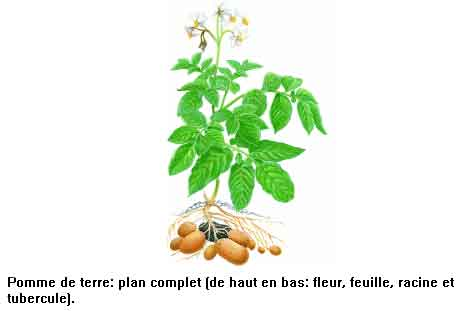 Pomme de terre: plan complet (de haut en bas: fleur, feuille, racine et
tubercule).